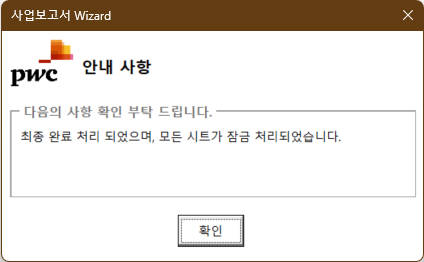 사업보고서 Wizard
pwc
안내 사항
다음의 사항 확인 부탁 드립니다.
최종 완료 처리 되었으며, 모든 시트가 잠금 처리되었습니다.
확인